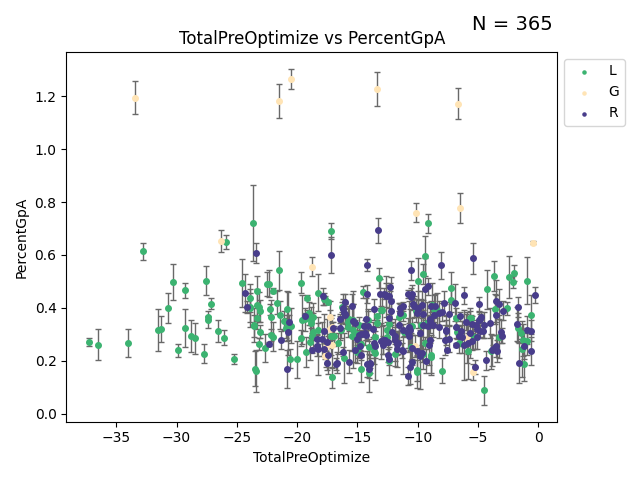 N = 365
TotalPreOptimize vs PercentGpA
L
G
R
PercentGpA
1.2
1.0
0.8
0.6
0.4
0.2
0.0
−35 −30 −25 −20 −15 −10 −5 0
TotalPreOptimize